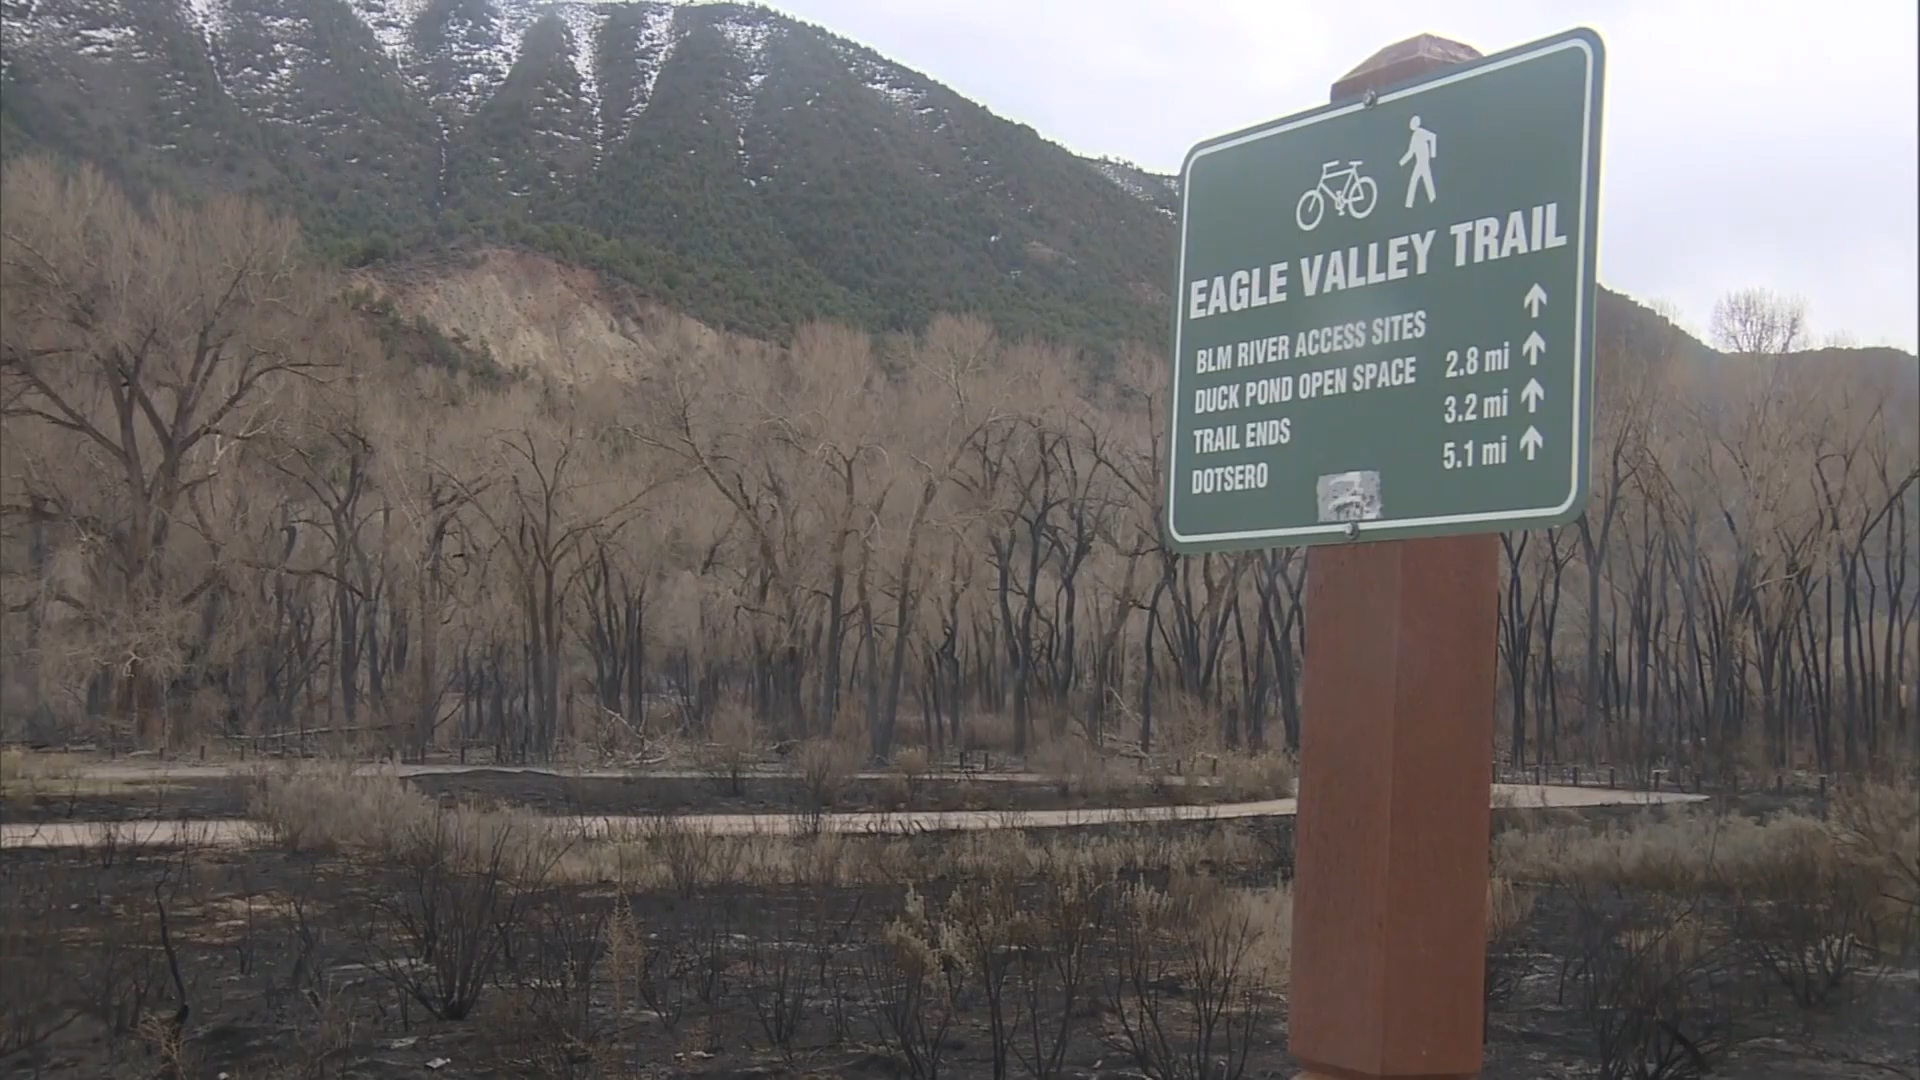 EAGLE VALLEY TRAIL
BLM RIVER ACCESS SITES ↑
DUCK POND OPEN SPACE 2.8 mi ↑
TRAIL ENDS 3.2 mi ↑
DOTSERO 5.1 mi ↑